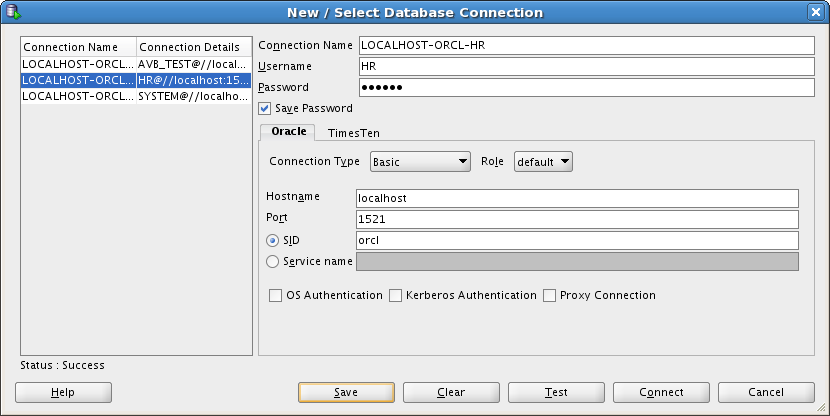 New / Select Database Connection
Connection Name Connection Details
LOCALHOST-ORCL... AVB_TEST@//local...
LOCALHOST-ORCL... HR@//localhost:15...
LOCALHOST-ORCL... SYSTEM@//localho...
Connection Name LOCALHOST-ORCL-HR
Username HR
Password ●●●●●●
Save Password
Oracle TimesTen
Connection Type Basic Role default
Hostname localhost
Port 1521
SID orcl
Service name
OS Authentication Kerberos Authentication Proxy Connection
Status : Success
Help Save Clear Test Connect Cancel